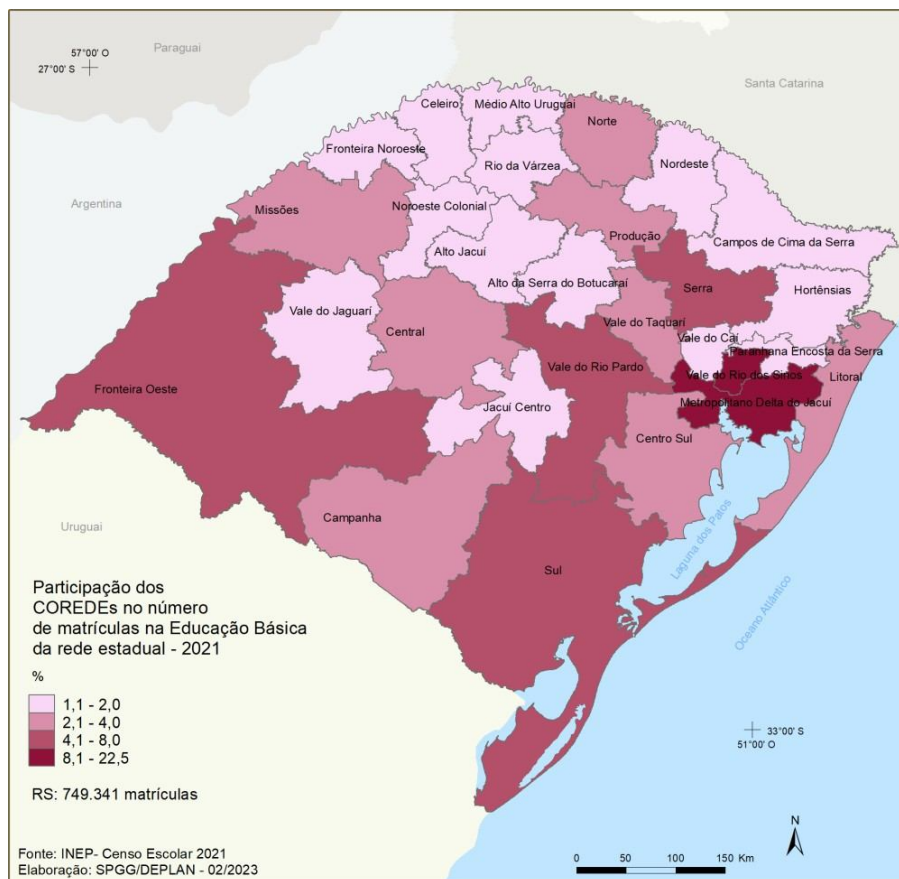 Paraguai
57°00' O
27°00' S
Santa Catarina
Celeiro
Médio Alto Uruguai
Norte
Fronteira Noroeste
Rio da Várzea
Nordeste
Argentina
Missões
Noroeste Colonial
Produção
Campos de Cima da Serra
Alto Jacuí
Alto da Serra do Botucaraí
Serra
Hortênsias
Vale do Jaguarí
Central
Vale do Taquarí
Vale do Caí
Paranhana Encosta da Serra
Fronteira Oeste
Vale do Rio Pardo
Vale do Rio dos Sinos
Litoral
Jacuí Centro
Metropolitano Delta do Jacuí
Centro Sul
Campanha
Uruguai
Laguna dos Patos
Sul
Oceano Atlântico
Participação dos
COREDEs no número
de matrículas na Educação Básica
da rede estadual - 2021
%
1,1 - 2,0
2,1 - 4,0
4,1 - 8,0
8,1 - 22,5
33°00' S
51°00' O
RS: 749.341 matrículas
N
Fonte: INEP- Censo Escolar 2021
Elaboração: SPGG/DEPLAN - 02/2023
0 50 100 150 Km